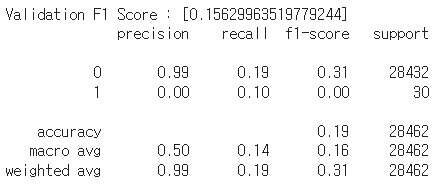 Validation F1 Score : [0.15629963519779244]
precision recall f1-score support
0 0.99 0.19 0.31 28432
1 0.00 0.10 0.00 30
accuracy 0.19 28462
macro avg 0.50 0.14 0.16 28462
weighted avg 0.99 0.19 0.31 28462